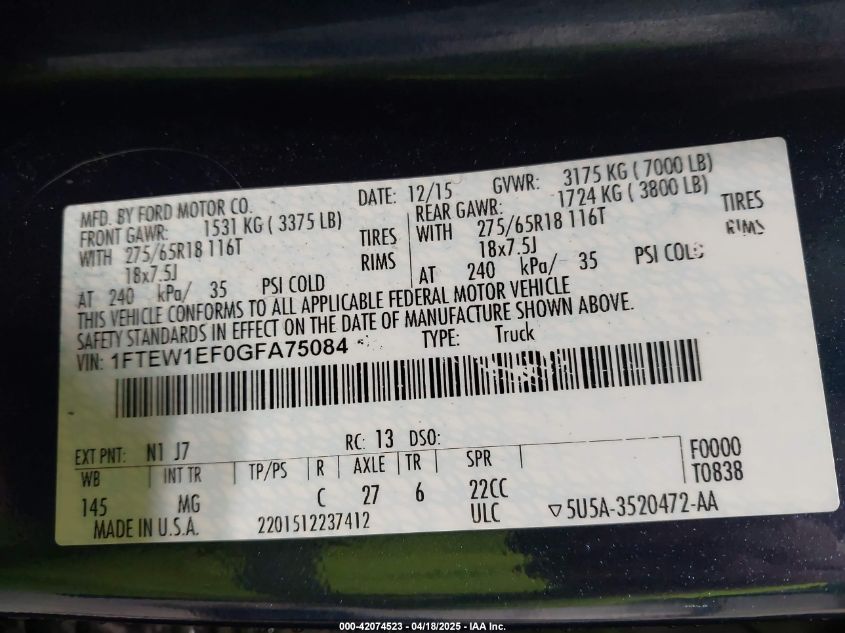 MFD. BY FORD MOTOR CO. DATE: 12/15 GVWR: 3175 KG ( 7000 LB)
FRONT GAWR: 1531 KG ( 3375 LB) REAR GAWR: 1724 KG ( 3800 LB)
WITH 275/65R18 116T TIRES WITH 275/65R18 116T TIRES
18x7.5J RIMS 18x7.5J RIMS
AT 240 kPa/ 35 PSI COLD AT 240 kPa/ 35 PSI COLD
THIS VEHICLE CONFORMS TO ALL APPLICABLE FEDERAL MOTOR VEHICLE
SAFETY STANDARDS IN EFFECT ON THE DATE OF MANUFACTURE SHOWN ABOVE.
VIN: 1FTEW1EF0GFA75084 TYPE: Truck
EXT PNT: N1 J7 RC: 13 DSO:
WB INT TR TP/PS R AXLE TR SPR F0000
145 MG C 27 6 22CC T0838
ULC ▽5U5A-3520472-AA
MADE IN U.S.A. 2201512237412
000-42074523 - 04/18/2025 - IAA Inc.